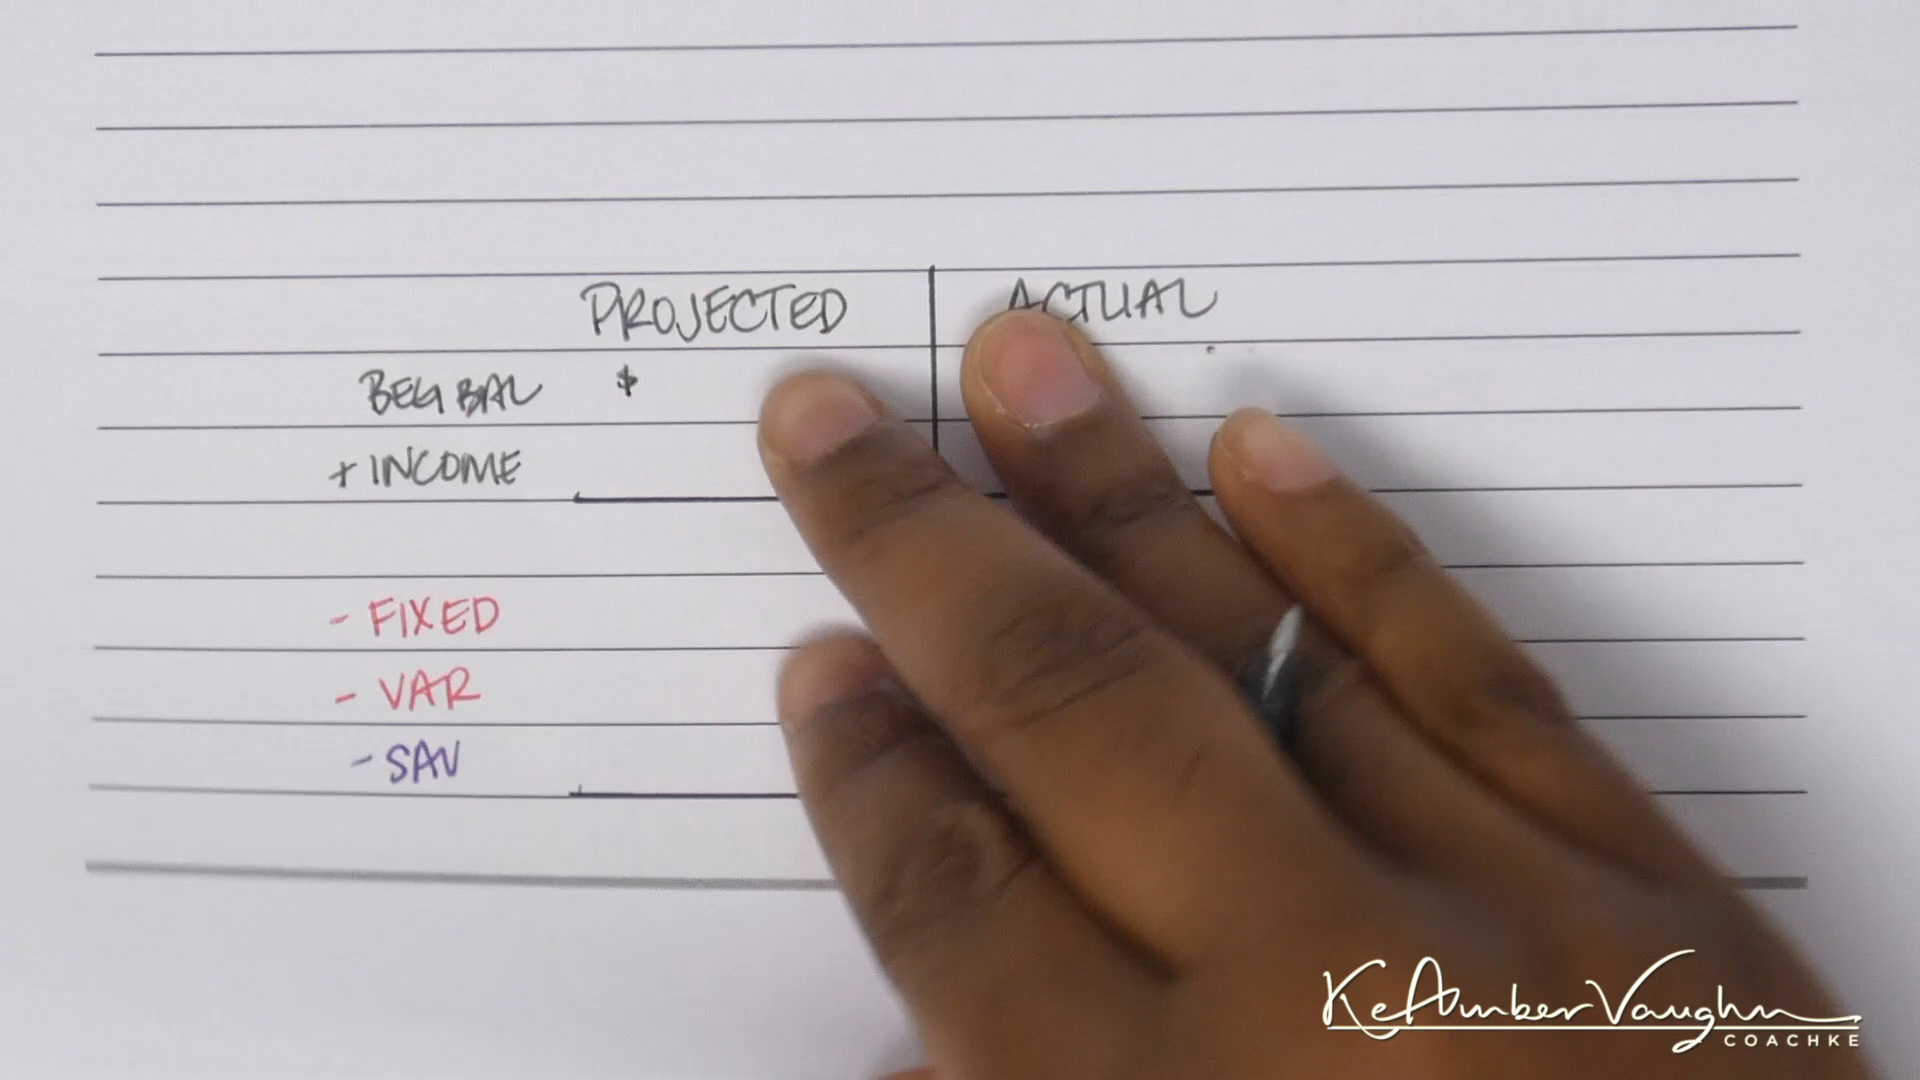 PROJECTED ACTUAL
BEG BAL $
+ INCOME
- FIXED
- VAR
- SAV
KeAmber Vaughn
COACHKE